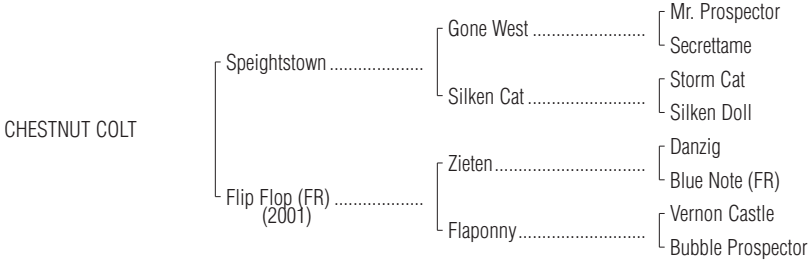 Mr. Prospector
Gone West
Secrettame
Speightstown
Storm Cat
Silken Cat
Silken Doll
CHESTNUT COLT
Danzig
Zieten
Blue Note (FR)
Flip Flop (FR)
(2001)
Vernon Castle
Flaponny
Bubble Prospector